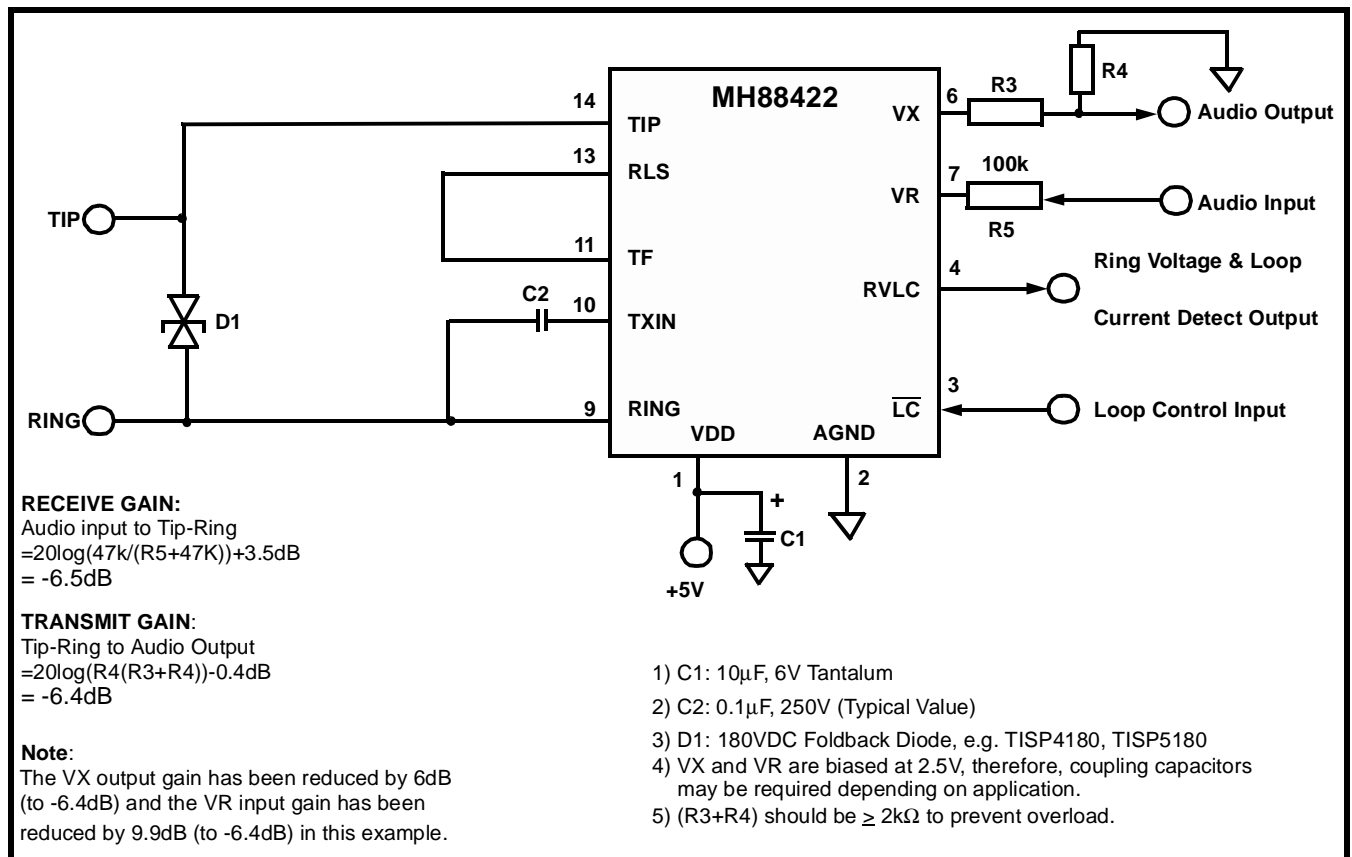 MH88422
14
TIP
13
RLS
11
TF
C2
10
TXIN
9
RING
VDD
AGND
1
2
VX
6
R3
R4
Audio Output
VR
7
100k
R5
Audio Input
RVLC
4
Ring Voltage & Loop
Current Detect Output
LC
3
Loop Control Input
TIP
D1
RING
+
C1
+5V
RECEIVE GAIN:
Audio input to Tip-Ring
=20log(47k/(R5+47K))+3.5dB
= -6.5dB
TRANSMIT GAIN:
Tip-Ring to Audio Output
=20log(R4(R3+R4))-0.4dB
= -6.4dB
Note:
The VX output gain has been reduced by 6dB
(to -6.4dB) and the VR input gain has been
reduced by 9.9dB (to -6.4dB) in this example.
1) C1: 10μF, 6V Tantalum
2) C2: 0.1μF, 250V (Typical Value)
3) D1: 180VDC Foldback Diode, e.g. TISP4180, TISP5180
4) VX and VR are biased at 2.5V, therefore, coupling capacitors
may be required depending on application.
5) (R3+R4) should be ≥ 2kΩ to prevent overload.